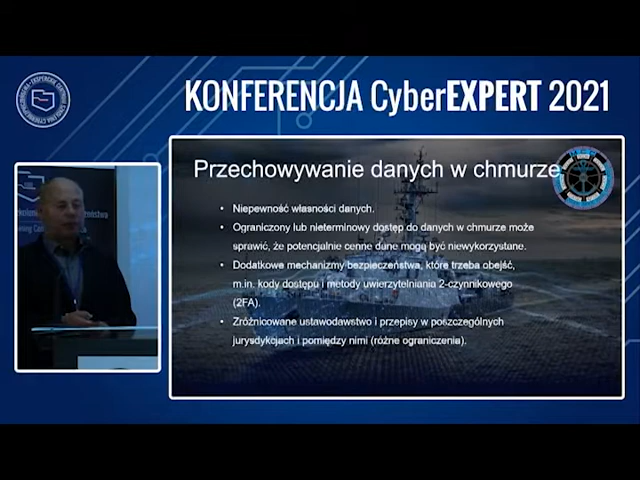 KONFERENCJA CyberEXPERT 2021
Przechowywanie danych w chmurze
• Niepewność własności danych.
• Ograniczony lub nieterminowy dostęp do danych w chmurze może
sprawić, że potencjalnie cenne dane mogą być niewykorzystane.
• Dodatkowe mechanizmy bezpieczeństwa, które trzeba obejść,
m.in. kody dostępu i metody uwierzytelniania 2-czynnikowego
(2FA).
• Zróżnicowane ustawodawstwo i przepisy w poszczególnych
jurysdykcjach i pomiędzy nimi (różne ograniczenia).